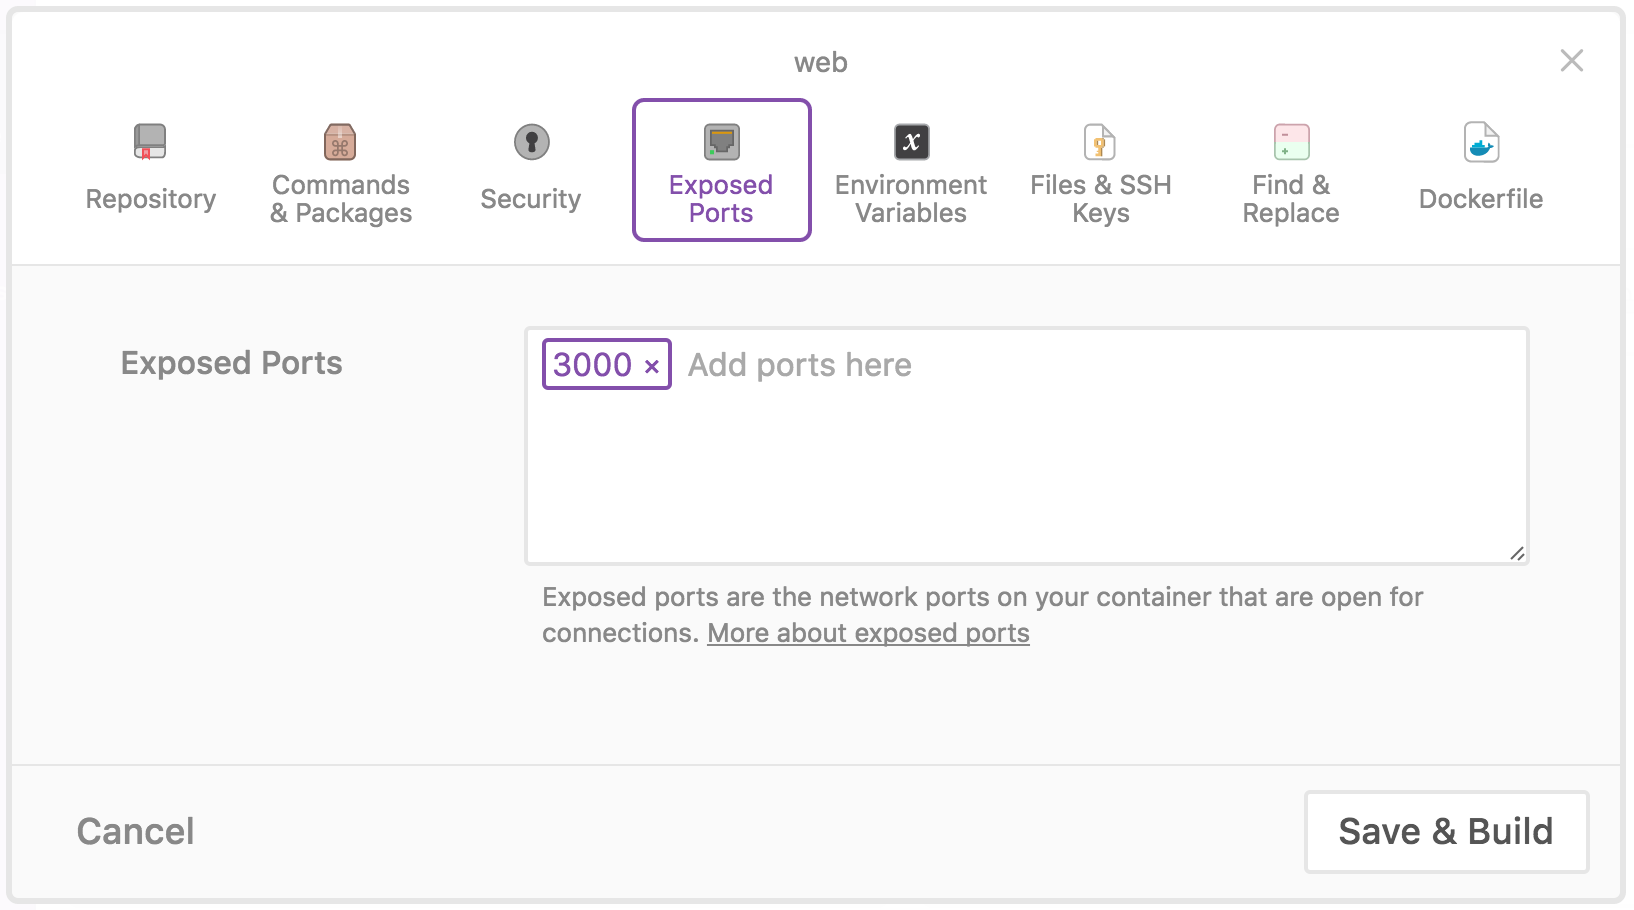 web
Repository
Commands
& Packages
Security
Exposed
Ports
Environment
Variables
Files & SSH
Keys
Find &
Replace
Dockerfile
Exposed Ports
3000 × Add ports here
Exposed ports are the network ports on your container that are open for
connections. More about exposed ports
Cancel
Save & Build